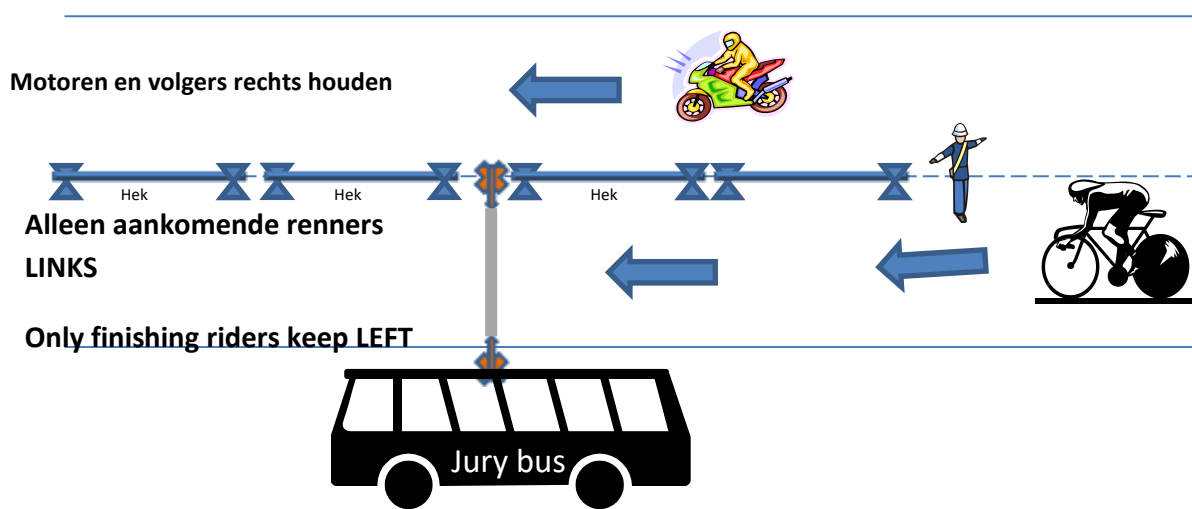 Motoren en volgers rechts houden
Hek
Hek
Hek
Alleen aankomende renners
LINKS
Only finishing riders keep LEFT
Jury bus